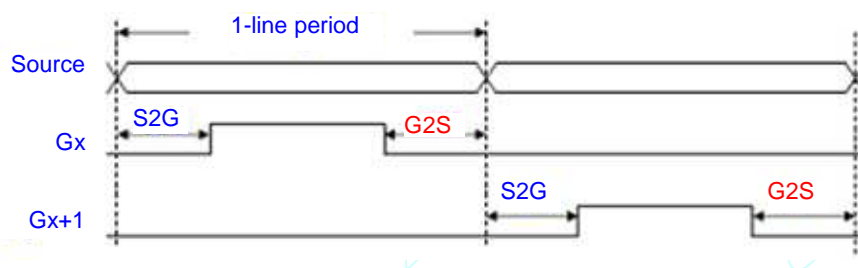 1-line period
Source
S2G
G2S
Gx
S2G
G2S
Gx+1